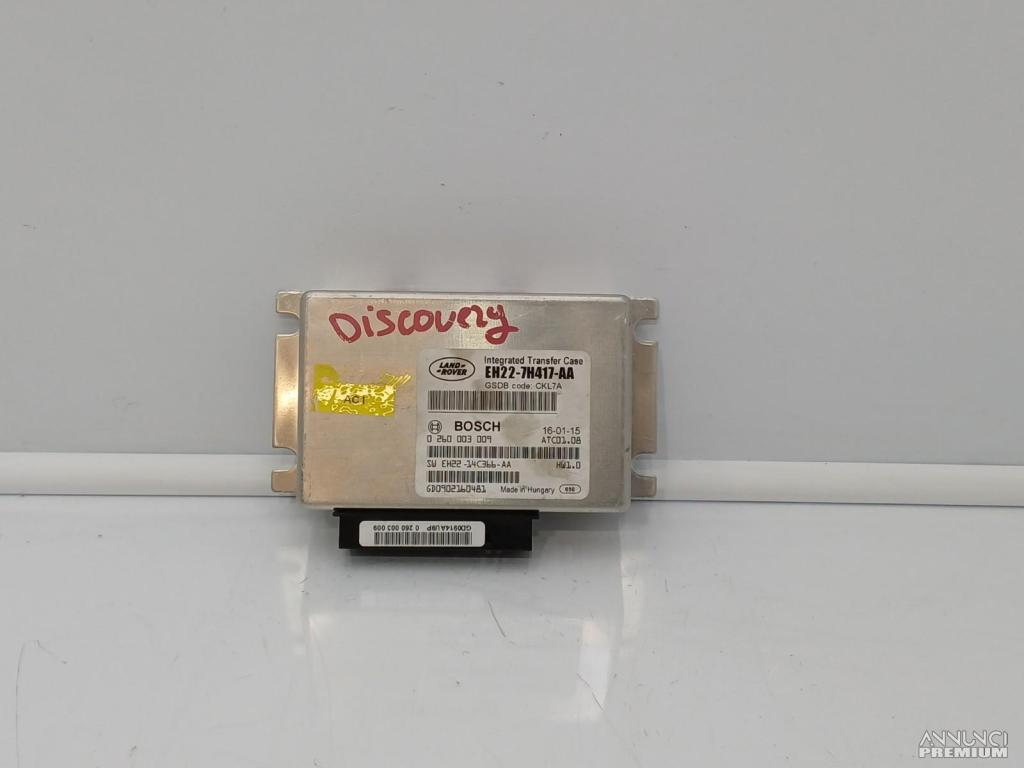 Discovery
ACT
LAND-
ROVER
Integrated Transfer Case
EH22-7H417-AA
GSDB code: CKL7A
BOSCH
16-01-15
0 260 003 009
ATC01.08
SW EH22-14C366-AA
HW1.0
GD0902160481
Made in Hungary
GD0914AU9P 0 260 003 009
ANNUNCI
PREMIUM